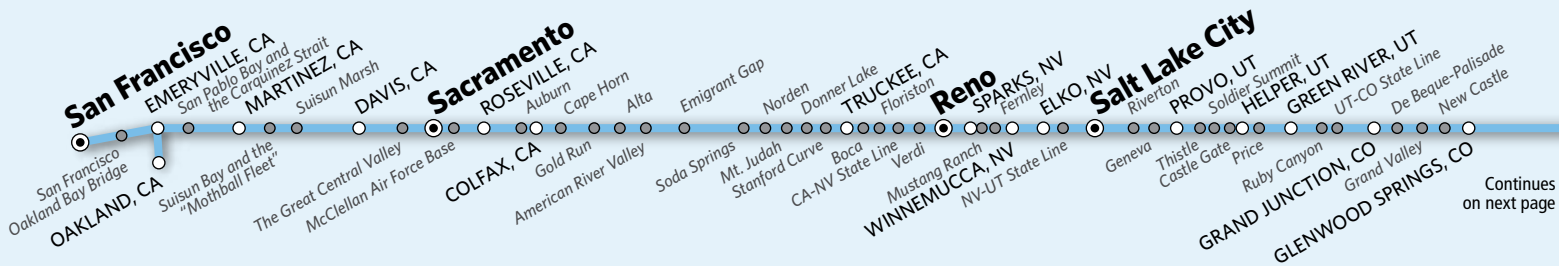 San Francisco
San Francisco
Oakland Bay Bridge
EMERYVILLE, CA
OAKLAND, CA
San Pablo Bay and
the Carquinez Strait
MARTINEZ, CA
Suisun Bay and the
“Mothball Fleet”
Suisun Marsh
DAVIS, CA
The Great Central Valley
Sacramento
McClellan Air Force Base
ROSEVILLE, CA
Auburn
COLFAX, CA
Cape Horn
Gold Run
Alta
American River Valley
Emigrant Gap
Soda Springs
Norden
Mt. Judah
Donner Lake
Stanford Curve
TRUCKEE, CA
Boca
Floriston
CA-NV State Line
Verdi
Reno
SPARKS, NV
Mustang Ranch
Fernley
WINNEMUCCA, NV
ELKO, NV
NV-UT State Line
Salt Lake City
Riverton
Geneva
PROVO, UT
Thistle
Soldier Summit
Castle Gate
HELPER, UT
Price
GREEN RIVER, UT
Ruby Canyon
UT-CO State Line
GRAND JUNCTION, CO
De Beque-Palisade
Grand Valley
New Castle
GLENWOOD SPRINGS, CO
Continues
on next page